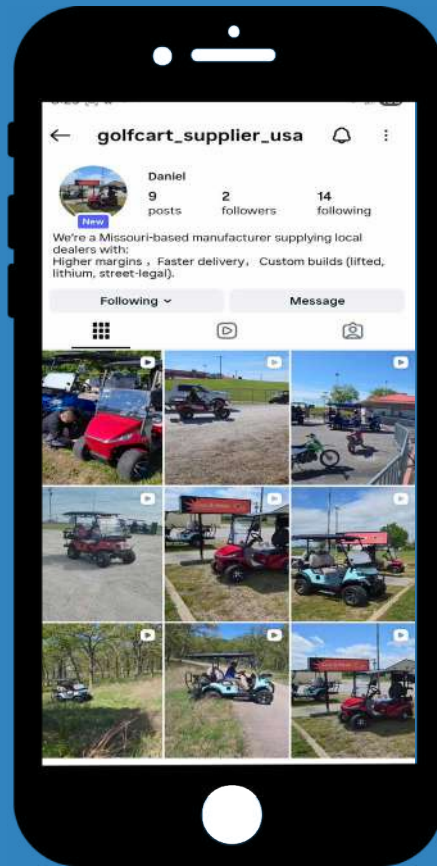 golfcart_supplier_usa
Daniel
9 2 14
posts followers following
New
We're a Missouri-based manufacturer supplying local
dealers with:
Higher margins , Faster delivery, Custom builds (lifted,
lithium, street-legal).
Following Message